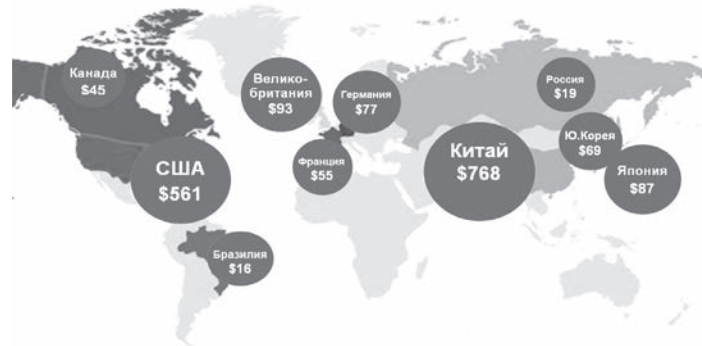 Канада
$45
Велико-
британия
$93
Германия
$77
Россия
$19
США
$561
Франция
$55
Китай
$768
Ю.Корея
$69
Япония
$87
Бразилия
$16